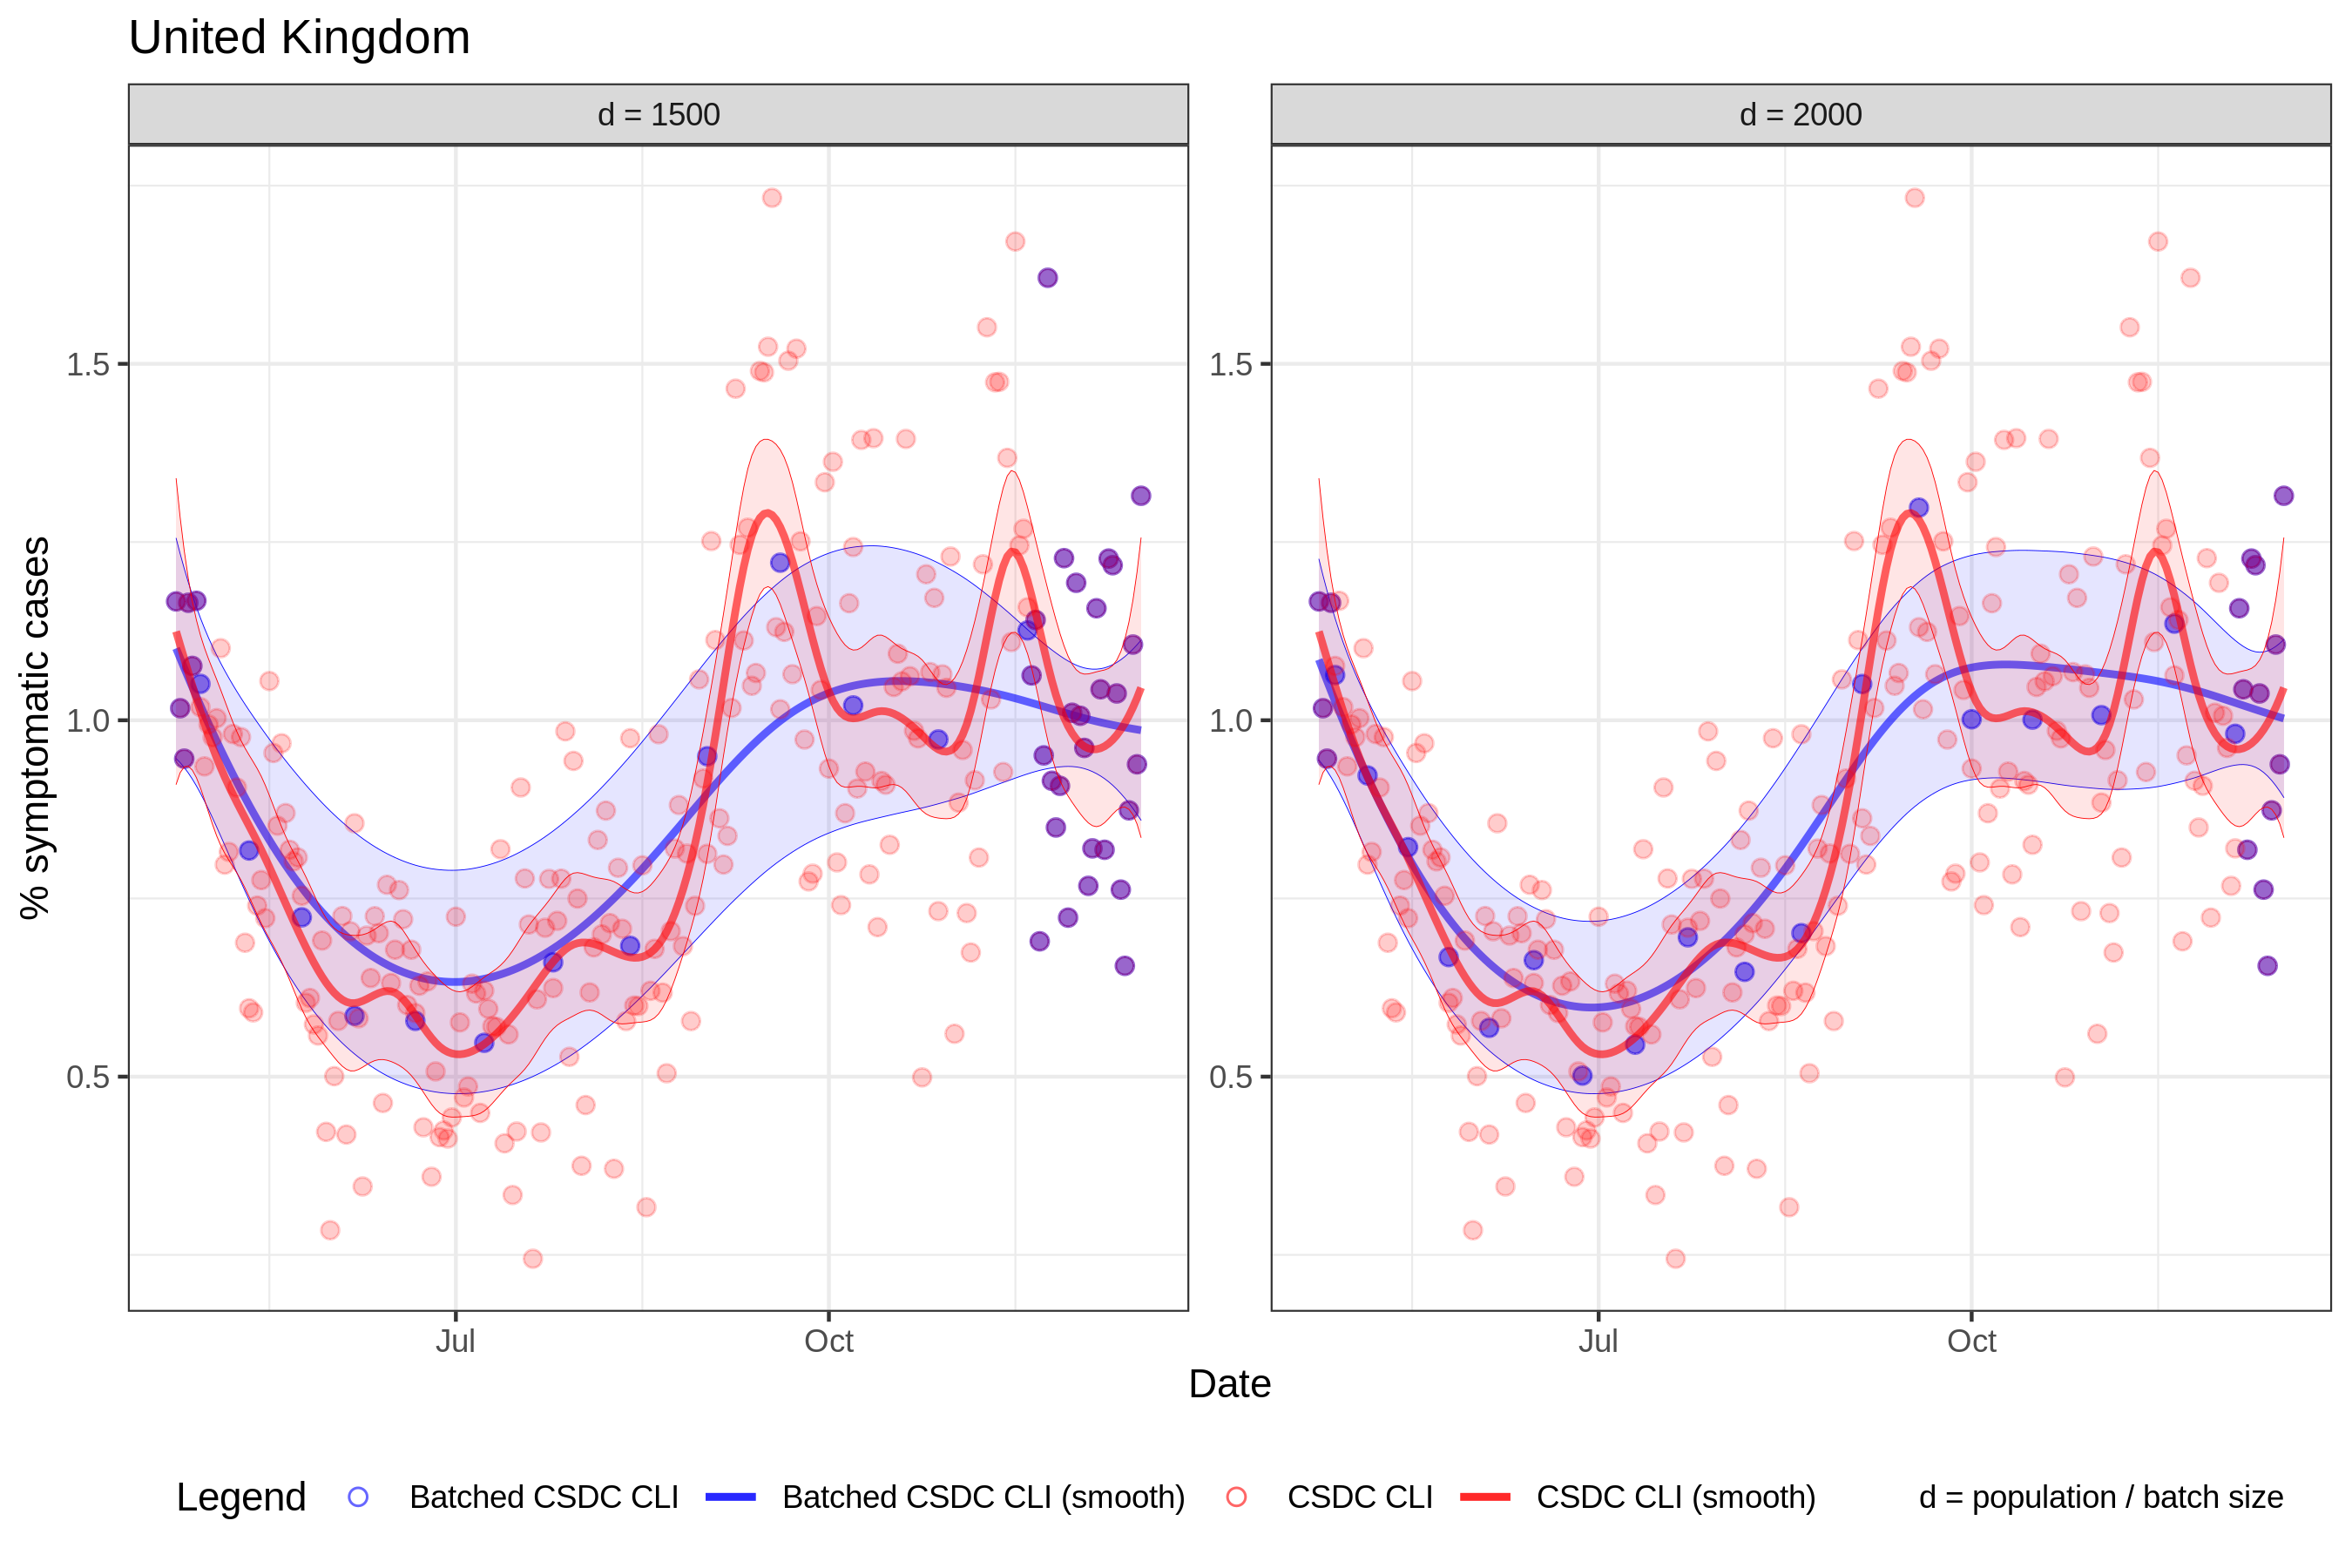 United Kingdom
d = 1500
d = 2000
% symptomatic cases
1.5
1.0
0.5
1.5
1.0
0.5
Jul
Oct
Jul
Oct
Date
Legend
Batched CSDC CLI
Batched CSDC CLI (smooth)
CSDC CLI
CSDC CLI (smooth)
d = population / batch size